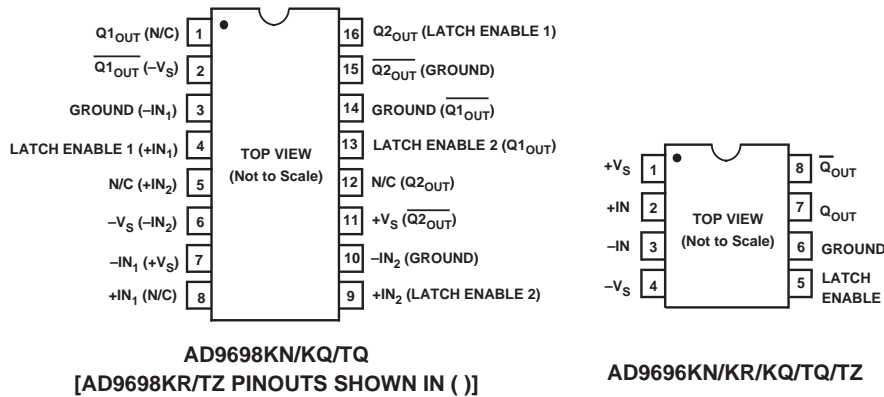 Q1OUT (N/C) 1
Q1OUT (–VS) 2
GROUND (–IN1) 3
LATCH ENABLE 1 (+IN1) 4
N/C (+IN2) 5
–VS (–IN2) 6
–IN1 (+VS) 7
+IN1 (N/C) 8
TOP VIEW
(Not to Scale)
16 Q2OUT (LATCH ENABLE 1)
15 Q2OUT (GROUND)
14 GROUND (Q1OUT)
13 LATCH ENABLE 2 (Q1OUT)
12 N/C (Q2OUT)
11 +VS (Q2OUT)
10 –IN2 (GROUND)
9 +IN2 (LATCH ENABLE 2)
AD9698KN/KQ/TQ
[AD9698KR/TZ PINOUTS SHOWN IN ( )]
+VS 1
+IN 2
–IN 3
–VS 4
TOP VIEW
(Not to Scale)
8 QOUT
7 QOUT
6 GROUND
5 LATCH
ENABLE
AD9696KN/KR/KQ/TQ/TZ